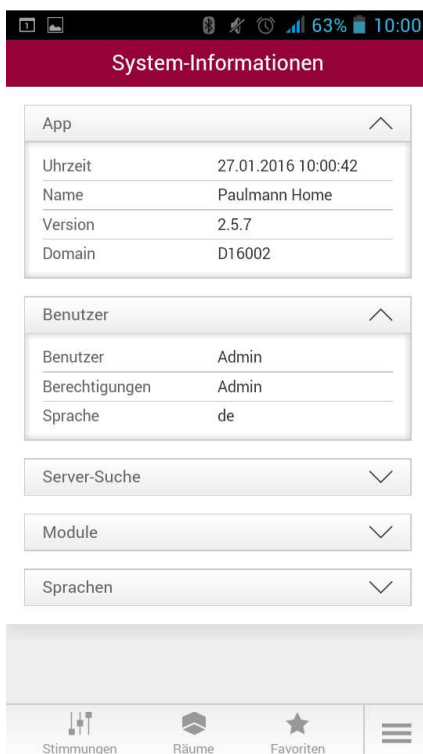 1 63% 10:00
System-Informationen
App
Uhrzeit 27.01.2016 10:00:42
Name Paulmann Home
Version 2.5.7
Domain D16002
Benutzer
Benutzer Admin
Berechtigungen Admin
Sprache de
Server-Suche
Module
Sprachen
Stimmungen Räume Favoriten